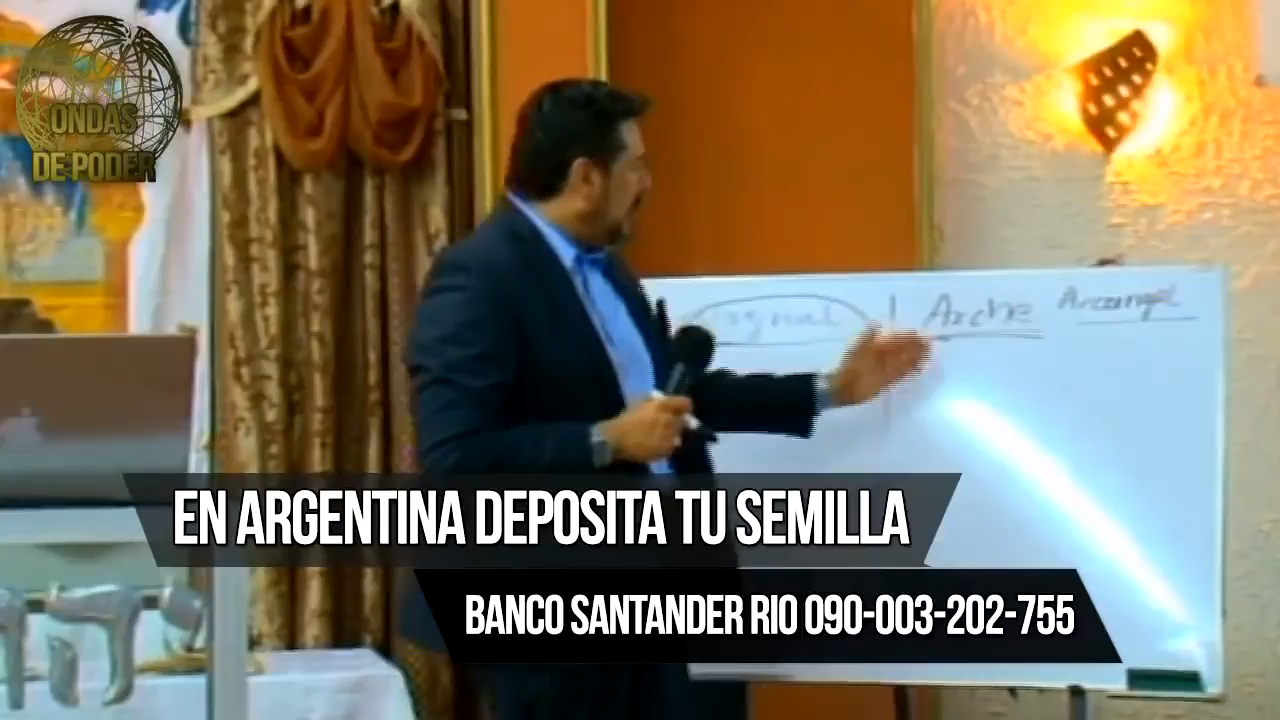 ONDAS
DE PODER
Arche Arcangel
EN ARGENTINA DEPOSITA TU SEMILLA
BANCO SANTANDER RIO 090-003-202-755